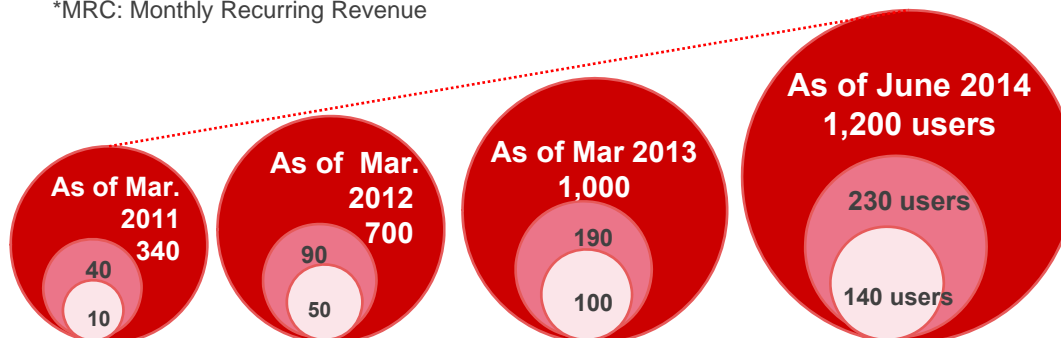 *MRC: Monthly Recurring Revenue
As of Mar.
2011
340
40
10
As of  Mar.
2012
700
90
50
As of Mar 2013
1,000
190
100
As of June 2014
1,200 users
230 users
140 users